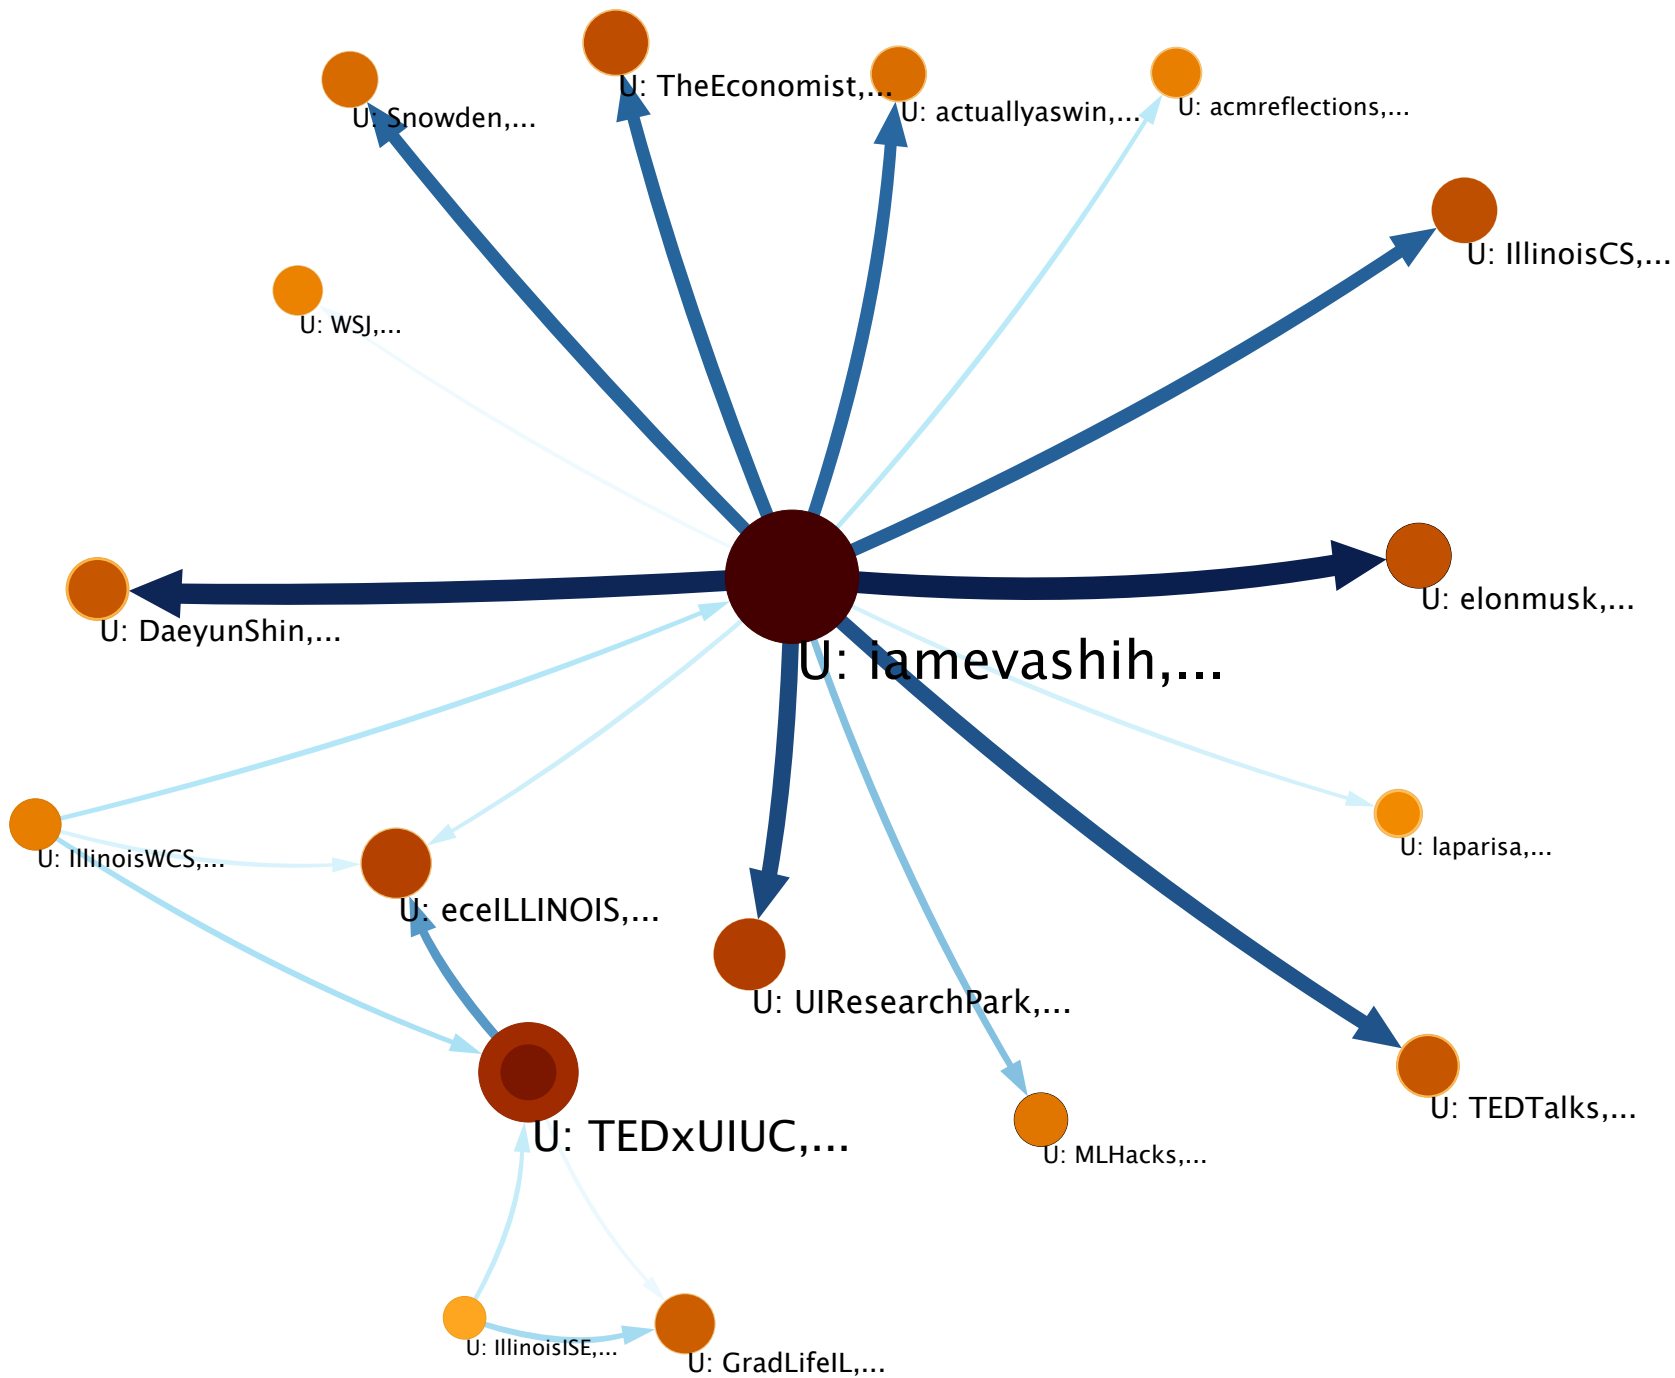 U: TheEconomist,...
U: Snowden,...
U: actuallyaswin,...
U: acmreflections,...
U: IllinoisCS,...
U: WSJ,...
U: elonmusk,...
U: DaeyunShin,...
U: iamevashih,...
U: laparisa,...
U: IllinoisWCS,...
U: eceILLINOIS,...
U: UIResearchPark,...
U: TEDTalks,...
U: TEDxUIUC,...
U: MLHacks,...
U: IllinoisISE,...
U: GradLifeIL,...